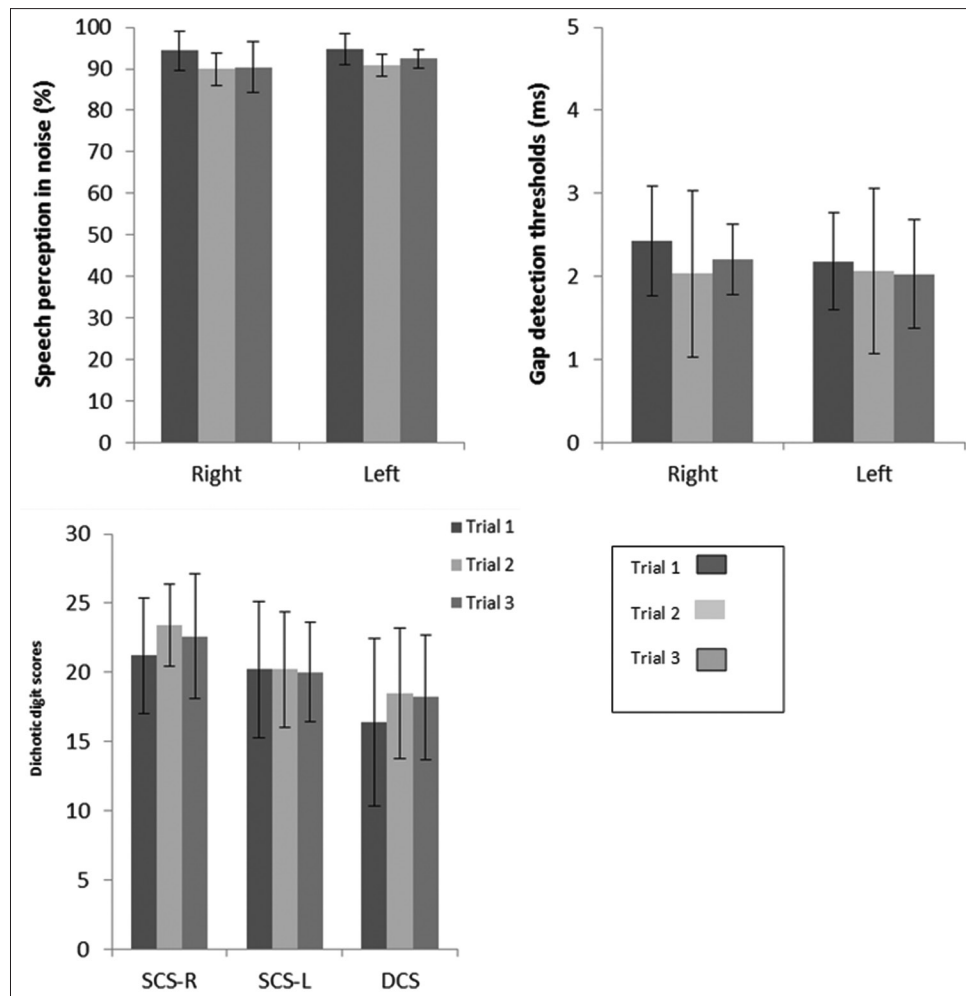 Speech perception in noise (%)
100
90
80
70
60
50
40
30
20
10
0
Right Left
Gap detection thresholds (ms)
5
4
3
2
1
0
Right Left
Dichotic digit scores
30
25
20
15
10
5
0
SCS-R SCS-L DCS
Trial 1
Trial 2
Trial 3
Trial 1
Trial 2
Trial 3